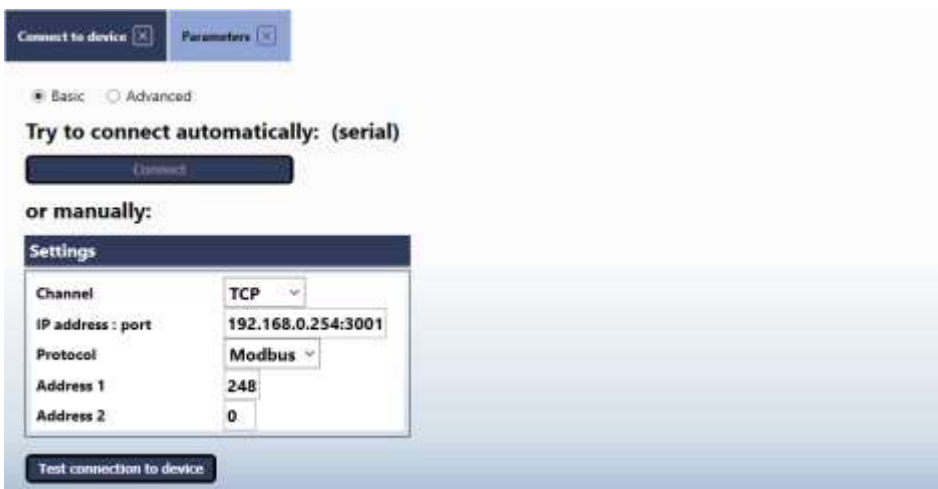 Connect to device Parameters
Basic Advanced
Try to connect automatically: (serial)
Connect
or manually:
Settings
Channel TCP
IP address : port 192.168.0.254:3001
Protocol Modbus
Address 1 248
Address 2 0
Test connection to device